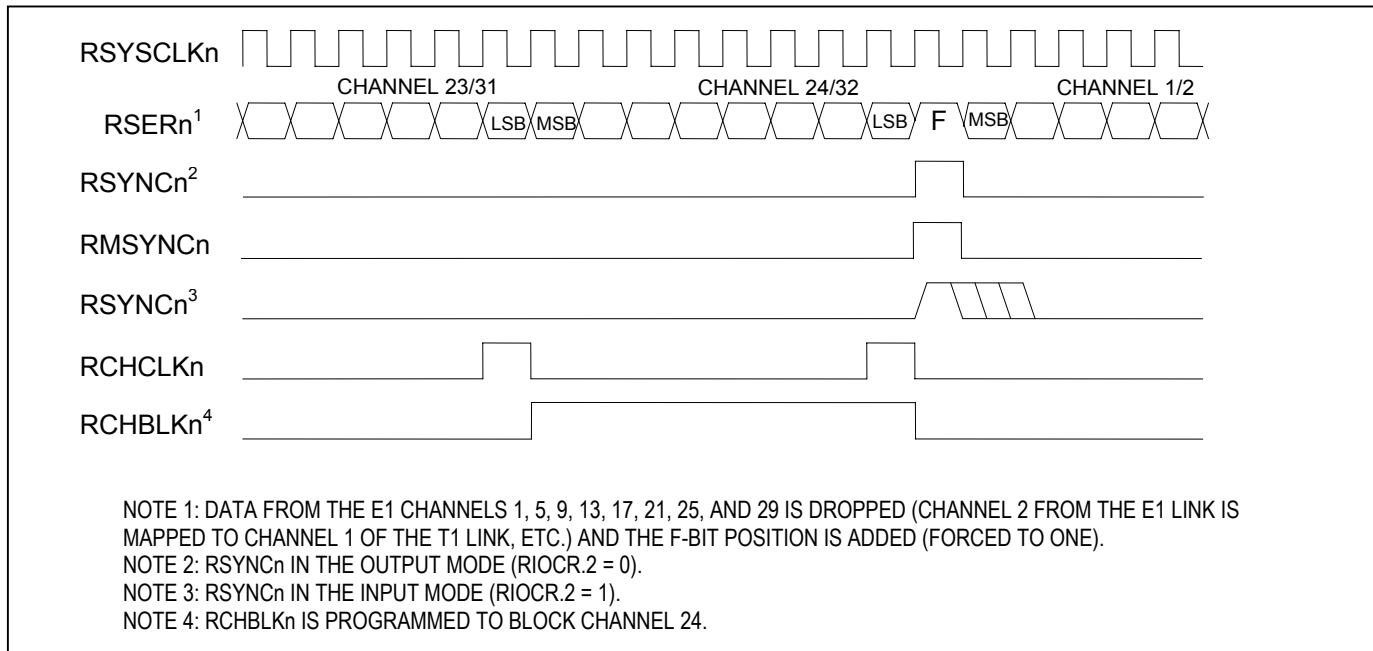 RSYSCLKn
CHANNEL 23/31 CHANNEL 24/32 CHANNEL 1/2
RSERn1 LSB MSB LSB F MSB
RSYNCn2
RMSYNCn
RSYNCn3
RCHCLKn
RCHBLKn4
NOTE 1: DATA FROM THE E1 CHANNELS 1, 5, 9, 13, 17, 21, 25, AND 29 IS DROPPED (CHANNEL 2 FROM THE E1 LINK IS
MAPPED TO CHANNEL 1 OF THE T1 LINK, ETC.) AND THE F-BIT POSITION IS ADDED (FORCED TO ONE).
NOTE 2: RSYNCn IN THE OUTPUT MODE (RIOCR.2 = 0).
NOTE 3: RSYNCn IN THE INPUT MODE (RIOCR.2 = 1).
NOTE 4: RCHBLKn IS PROGRAMMED TO BLOCK CHANNEL 24.